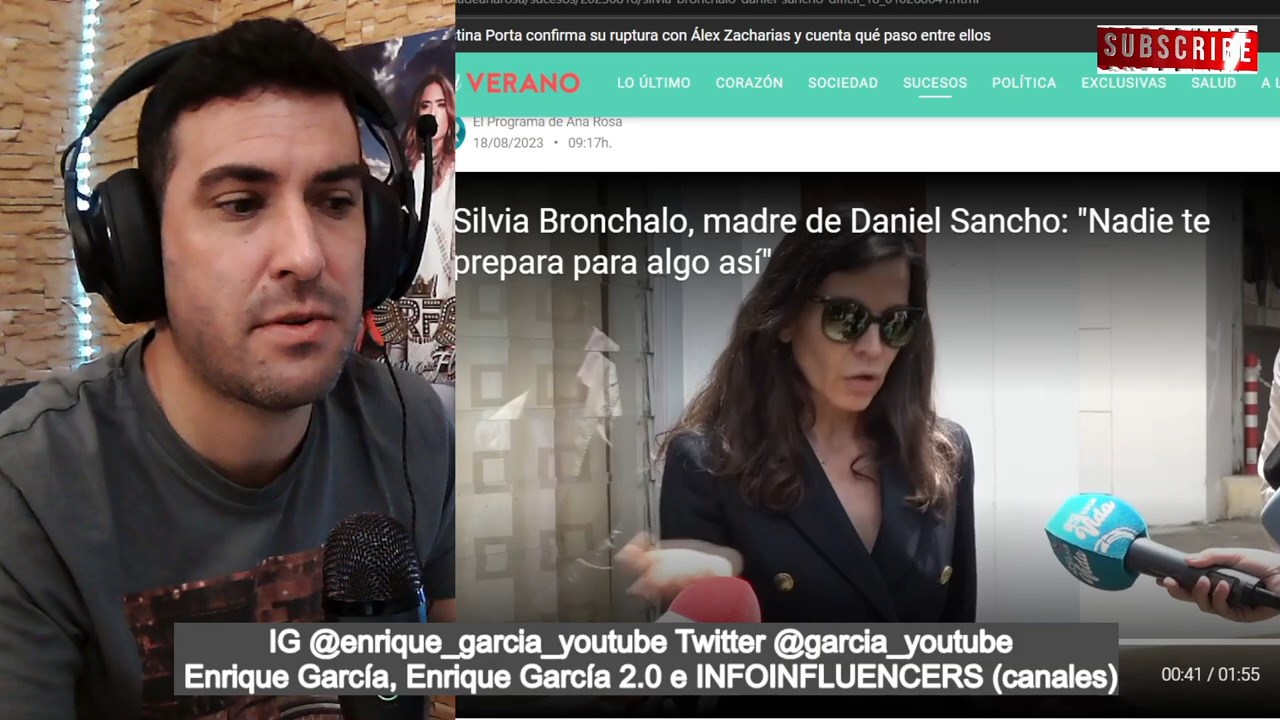 tina Porta confirma su ruptura con Álex Zacharias y cuenta qué paso entre ellos
SUBSCRIBE
VERANO LO ÚLTIMO CORAZÓN SOCIEDAD SUCESOS POLÍTICA EXCLUSIVAS SALUD A L
El Programa de Ana Rosa
18/08/2023 • 09:17h.
Silvia Bronchalo, madre de Daniel Sancho: "Nadie te
prepara para algo así"
Vida
IG @enrique_garcia_youtube Twitter @garcia_youtube
Enrique García, Enrique García 2.0 e INFOINFLUENCERS (canales)
00:41 / 01:55